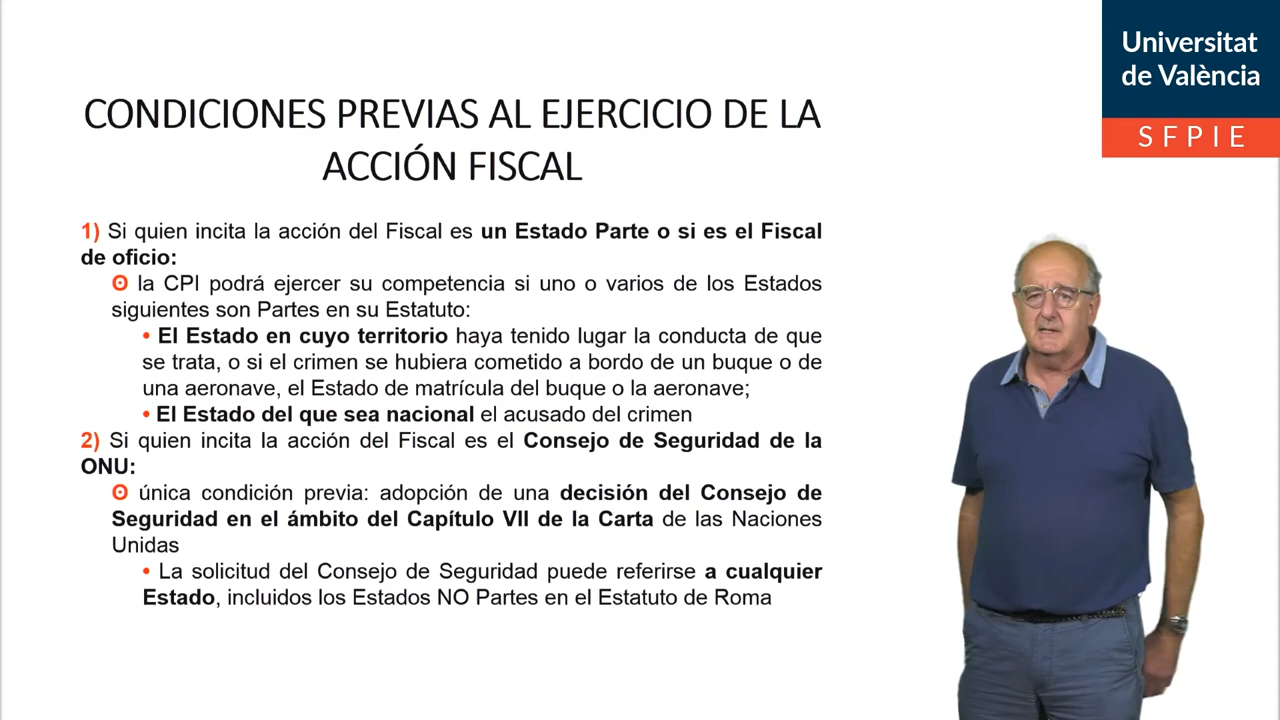 Universitat
de València
SFPIE
CONDICIONES PREVIAS AL EJERCICIO DE LA
ACCIÓN FISCAL
1) Si quien incita la acción del Fiscal es un Estado Parte o si es el Fiscal
de oficio:
ʘ la CPI podrá ejercer su competencia si uno o varios de los Estados
siguientes son Partes en su Estatuto:
• El Estado en cuyo territorio haya tenido lugar la conducta de que
se trata, o si el crimen se hubiera cometido a bordo de un buque o de
una aeronave, el Estado de matrícula del buque o la aeronave;
• El Estado del que sea nacional el acusado del crimen
2) Si quien incita la acción del Fiscal es el Consejo de Seguridad de la
ONU:
ʘ única condición previa: adopción de una decisión del Consejo de
Seguridad en el ámbito del Capítulo VII de la Carta de las Naciones
Unidas
• La solicitud del Consejo de Seguridad puede referirse a cualquier
Estado, incluidos los Estados NO Partes en el Estatuto de Roma